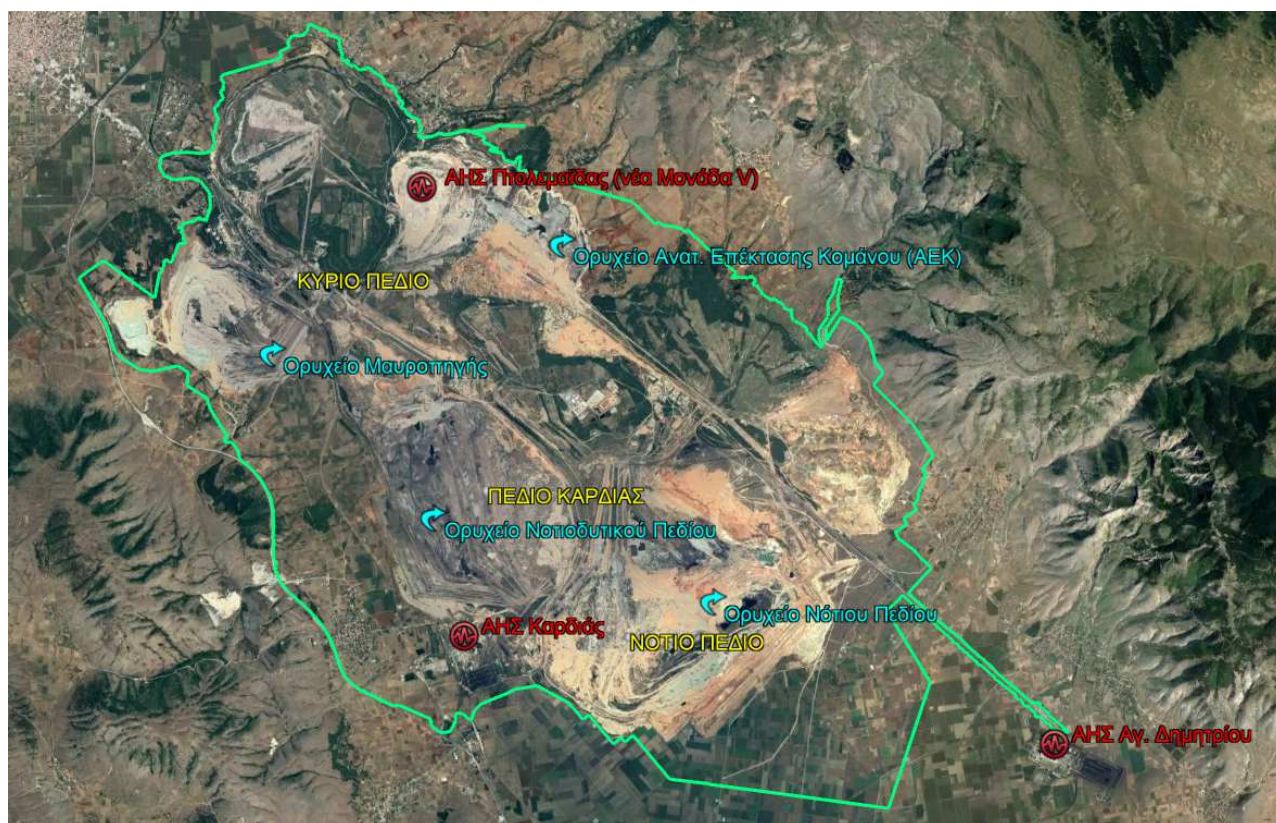 ΑΗΣ Πτολεμαΐδας (νέα Μονάδα V)
Ορυχείο Ανατ. Επέκτασης Κομάνου (ΑΕΚ)
ΚΥΡΙΟ ΠΕΔΙΟ
Ορυχείο Μαυροπηγής
ΠΕΔΙΟ ΚΑΡΔΙΑΣ
Ορυχείο Νοτιοδυτικού Πεδίου
Ορυχείο Νότιου Πεδίου
ΑΗΣ Καρδιάς
ΝΟΤΙΟ ΠΕΔΙΟ
ΑΗΣ Αγ. Δημητρίου